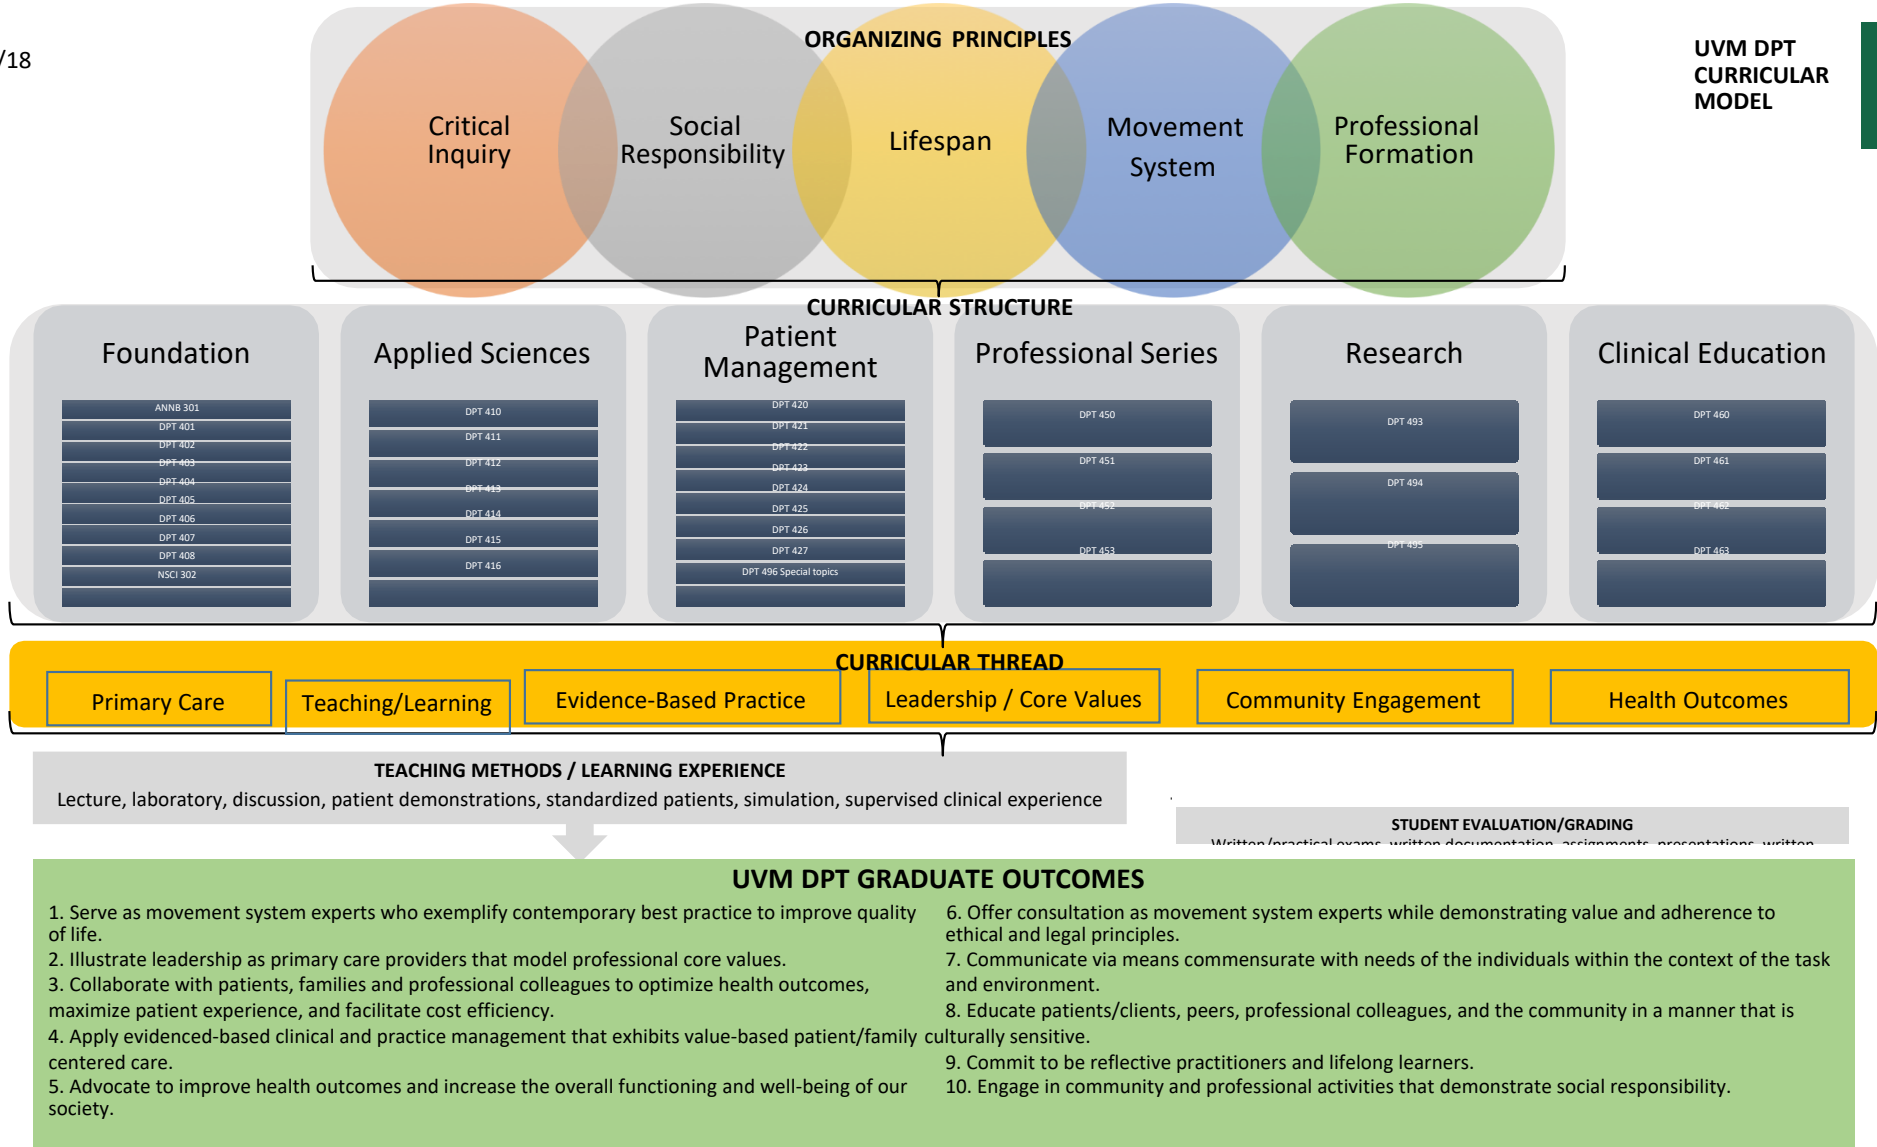 /18
ORGANIZING PRINCIPLES
UVM DPT
CURRICULAR
MODEL
Critical
Inquiry
Social
Responsibility
Lifespan
Movement
System
Professional
Formation
CURRICULAR STRUCTURE
Foundation
ANNB 301
DPT 401
DPT 402
DPT 403
DPT 404
DPT 405
DPT 406
DPT 407
DPT 408
NSCI 302
Applied Sciences
DPT 410
DPT 411
DPT 412
DPT 413
DPT 414
DPT 415
DPT 416
Patient
Management
DPT 420
DPT 421
DPT 422
DPT 423
DPT 424
DPT 425
DPT 426
DPT 427
DPT 496 Special topics
Professional Series
DPT 450
DPT 451
DPT 452
DPT 453
Research
DPT 493
DPT 494
DPT 495
Clinical Education
DPT 460
DPT 461
DPT 462
DPT 463
CURRICULAR THREAD
Primary Care
Teaching/Learning
Evidence-Based Practice
Leadership / Core Values
Community Engagement
Health Outcomes
TEACHING METHODS / LEARNING EXPERIENCE
Lecture, laboratory, discussion, patient demonstrations, standardized patients, simulation, supervised clinical experience
STUDENT EVALUATION/GRADING
Written/practical exams, written documentation, assignments, presentations, written
UVM DPT GRADUATE OUTCOMES
1. Serve as movement system experts who exemplify contemporary best practice to improve quality
of life.
2. Illustrate leadership as primary care providers that model professional core values.
3. Collaborate with patients, families and professional colleagues to optimize health outcomes,
maximize patient experience, and facilitate cost efficiency.
4. Apply evidenced-based clinical and practice management that exhibits value-based patient/family
centered care.
5. Advocate to improve health outcomes and increase the overall functioning and well-being of our
society.
6. Offer consultation as movement system experts while demonstrating value and adherence to
ethical and legal principles.
7. Communicate via means commensurate with needs of the individuals within the context of the task
and environment.
8. Educate patients/clients, peers, professional colleagues, and the community in a manner that is
culturally sensitive.
9. Commit to be reflective practitioners and lifelong learners.
10. Engage in community and professional activities that demonstrate social responsibility.